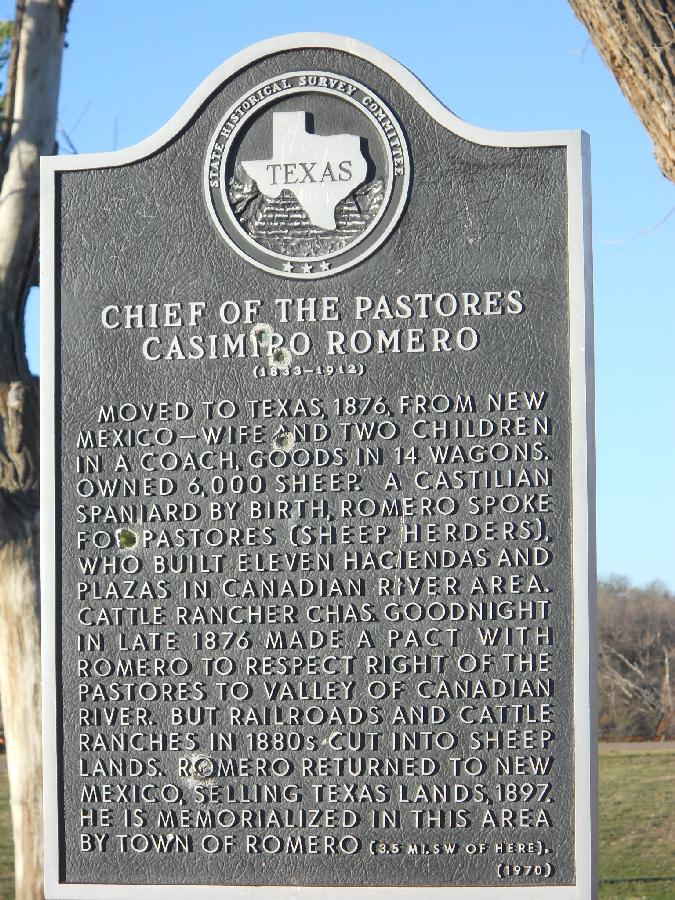 STATE HISTORICAL SURVEY COMMITTEE
TEXAS
CHIEF OF THE PASTORES
CASIMIRO ROMERO
(1833-1912)
MOVED TO TEXAS, 1876, FROM NEW
MEXICO—WIFE AND TWO CHILDREN
IN A COACH, GOODS IN 14 WAGONS.
OWNED 6,000 SHEEP. A CASTILIAN
SPANIARD BY BIRTH, ROMERO SPOKE
FOR PASTORES (SHEEP HERDERS),
WHO BUILT ELEVEN HACIENDAS AND
PLAZAS IN CANADIAN RIVER AREA.
CATTLE RANCHER CHAS. GOODNIGHT
IN LATE 1876 MADE A PACT WITH
ROMERO TO RESPECT RIGHT OF THE
PASTORES TO VALLEY OF CANADIAN
RIVER. BUT RAILROADS AND CATTLE
RANCHES IN 1880s CUT INTO SHEEP
LANDS. ROMERO RETURNED TO NEW
MEXICO, SELLING TEXAS LANDS, 1897.
HE IS MEMORIALIZED IN THIS AREA
BY TOWN OF ROMERO (3.5 MI. SW OF HERE).
(1970)